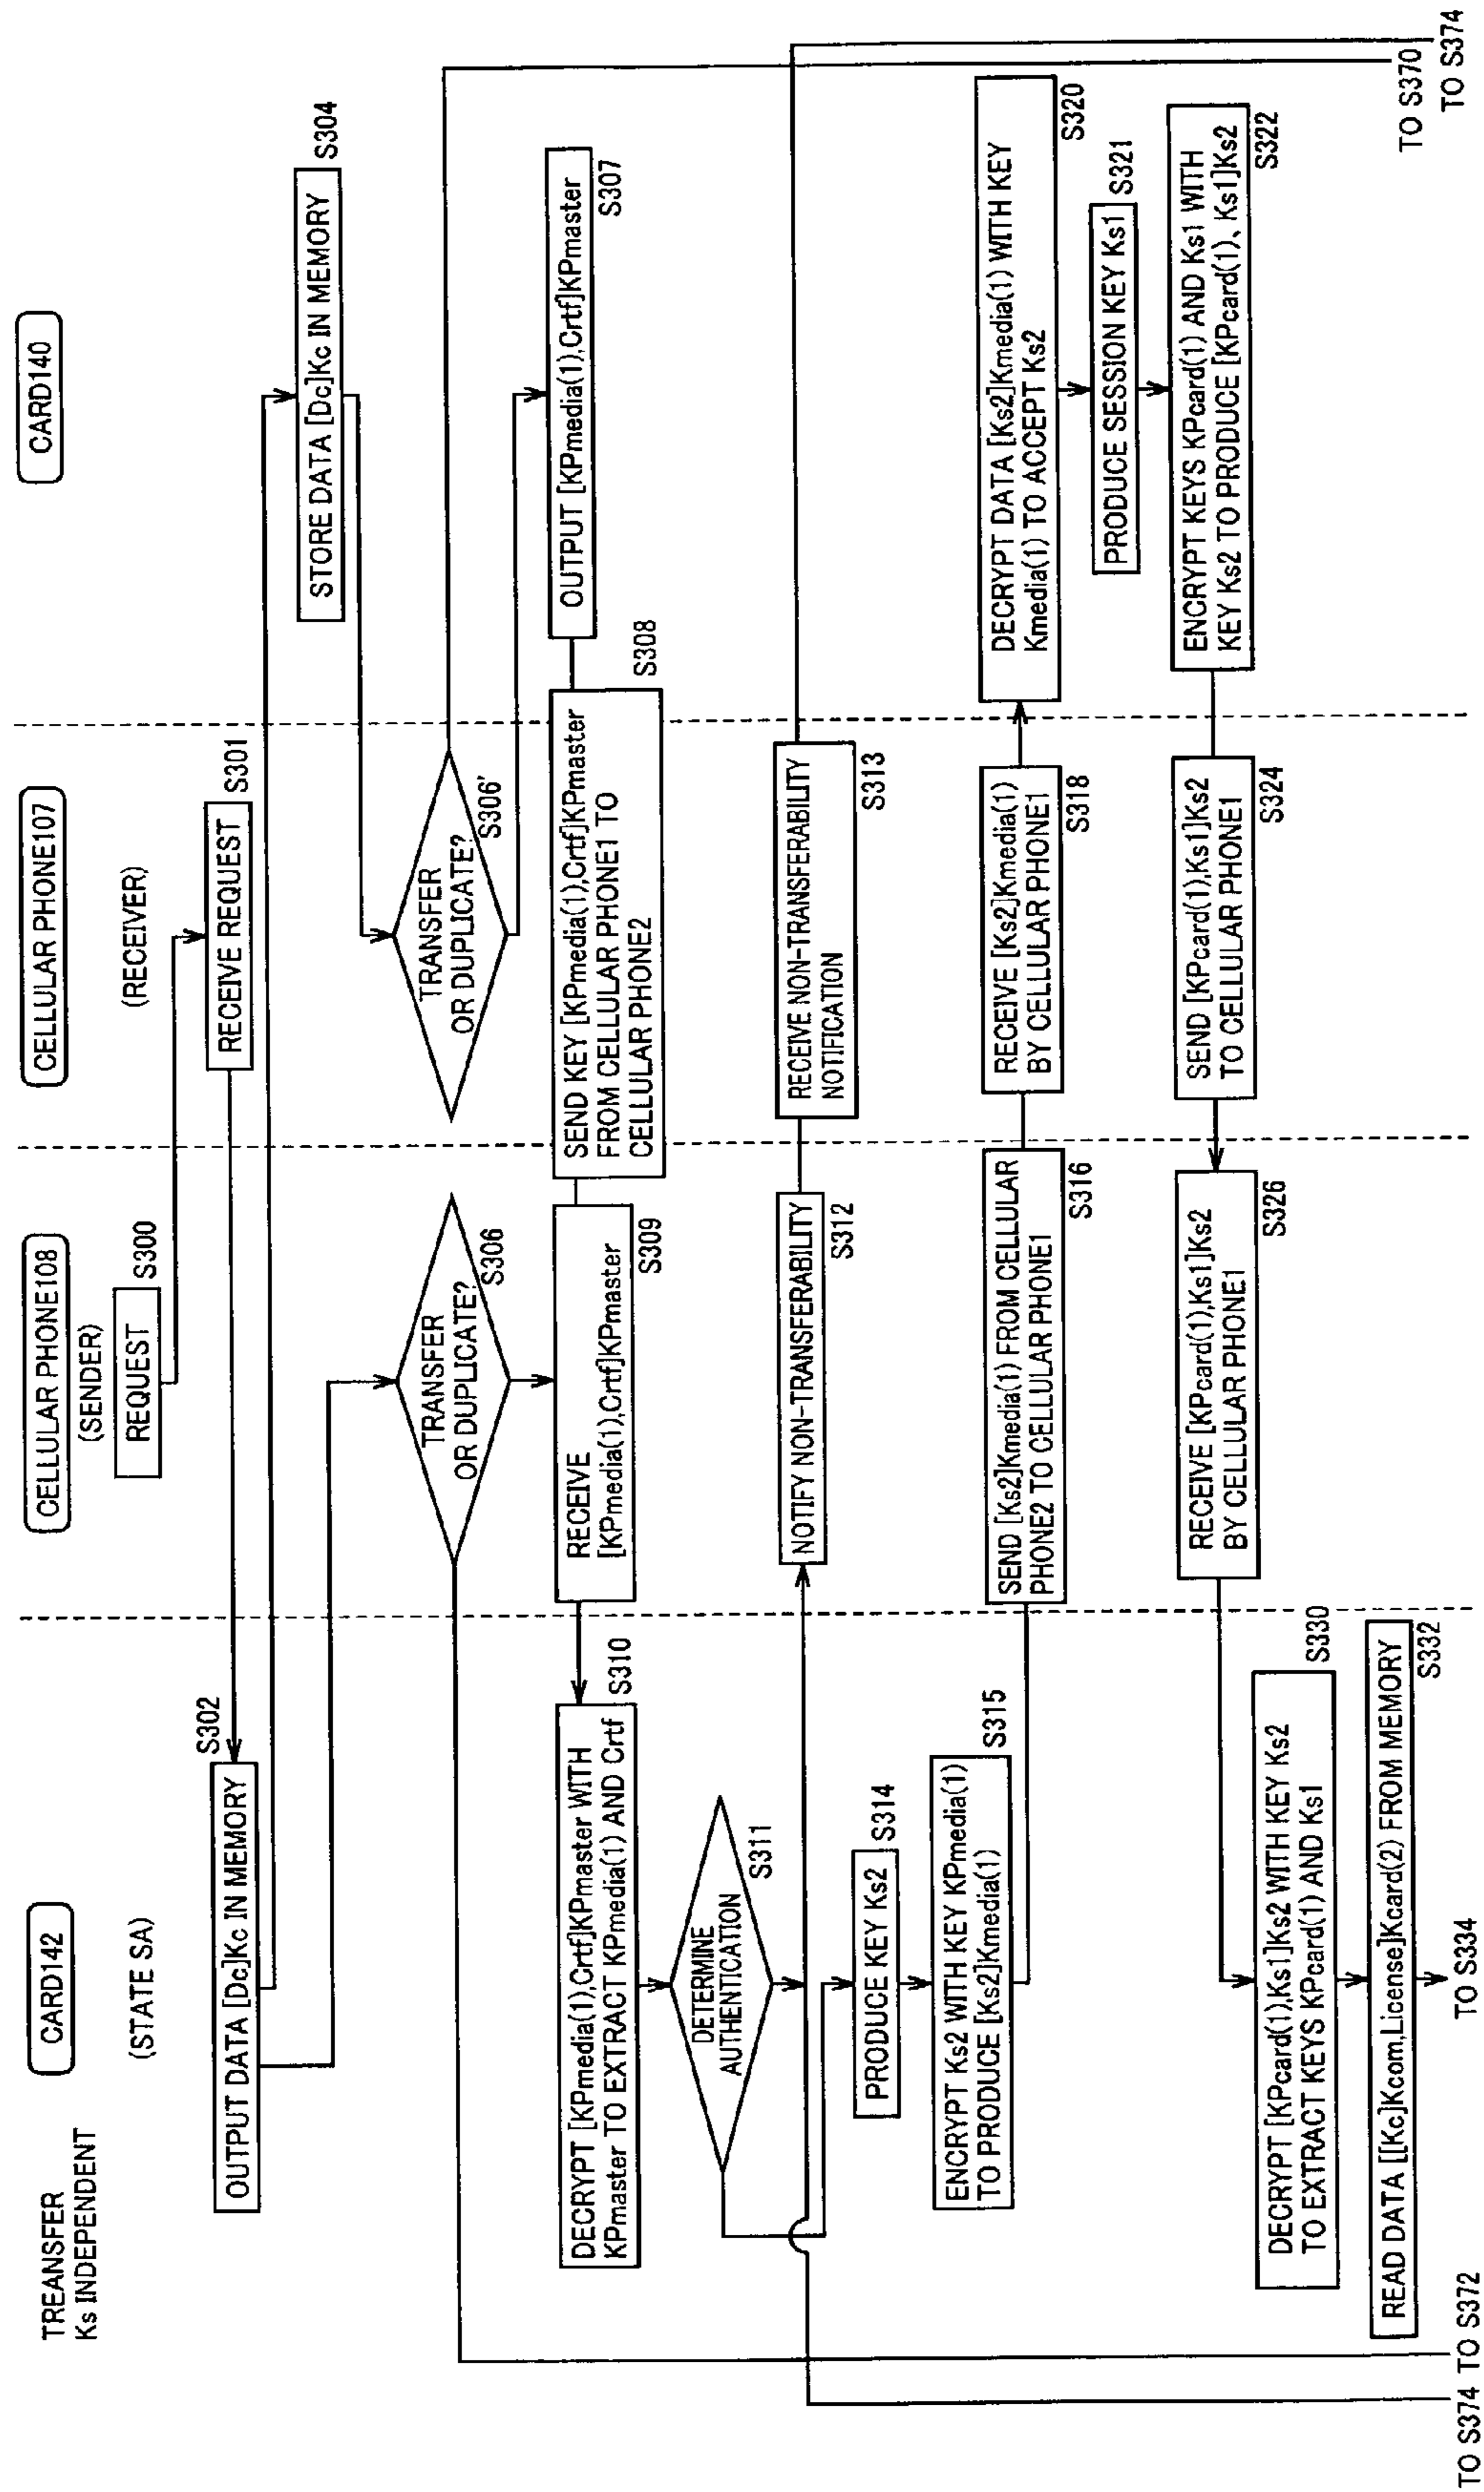 TREANSFER
Ks INDEPENDENT
CARD142
(STATE SA)
CELLULAR PHONE108
(SENDER)
CELLULAR PHONE107
(RECEIVER)
CARD140
REQUEST
S300
RECEIVE REQUEST
S301
OUTPUT DATA [Dc]Kc IN MEMORY
S302
STORE DATA [Dc]Kc IN MEMORY
S304
TRANSFER
OR DUPLICATE?
S306
TRANSFER
OR DUPLICATE?
S306'
OUTPUT [KPmedia(1),Crtf]KPmaster
S307
SEND KEY [KPmedia(1),Crtf]KPmaster
FROM CELLULAR PHONE1 TO
CELLULAR PHONE2
S308
RECEIVE
[KPmedia(1),Crtf]KPmaster
S309
DECRYPT [KPmedia(1),Crtf]KPmaster WITH
KPmaster TO EXTRACT KPmedia(1) AND Crtf
S310
DETERMINE
AUTHENTICATION
S311
NOTIFY NON-TRANSFERABILITY
S312
RECEIVE NON-TRANSFERABILITY
NOTIFICATION
S313
PRODUCE KEY Ks2
S314
ENCRYPT Ks2 WITH KEY KPmedia(1)
TO PRODUCE [Ks2]Kmedia(1)
S315
SEND [Ks2]Kmedia(1) FROM CELLULAR
PHONE2 TO CELLULAR PHONE1
S316
RECEIVE [Ks2]Kmedia(1)
BY CELLULAR PHONE1
S318
DECRYPT DATA [Ks2]Kmedia(1) WITH KEY
Kmedia(1) TO ACCEPT Ks2
S320
PRODUCE SESSION KEY Ks1
S321
ENCRYPT KEYS KPcard(1) AND Ks1 WITH
KEY Ks2 TO PRODUCE [KPcard(1), Ks1]Ks2
S322
SEND [KPcard(1),Ks1]Ks2
TO CELLULAR PHONE1
S324
RECEIVE [KPcard(1),Ks1]Ks2
BY CELLULAR PHONE1
S326
DECRYPT [KPcard(1),Ks1]Ks2 WITH KEY Ks2
TO EXTRACT KEYS KPcard(1) AND Ks1
S330
READ DATA [[Kc]Kcom,License]Kcard(2) FROM MEMORY
S332
TO S374
TO S372
TO S334
TO S370
TO S374